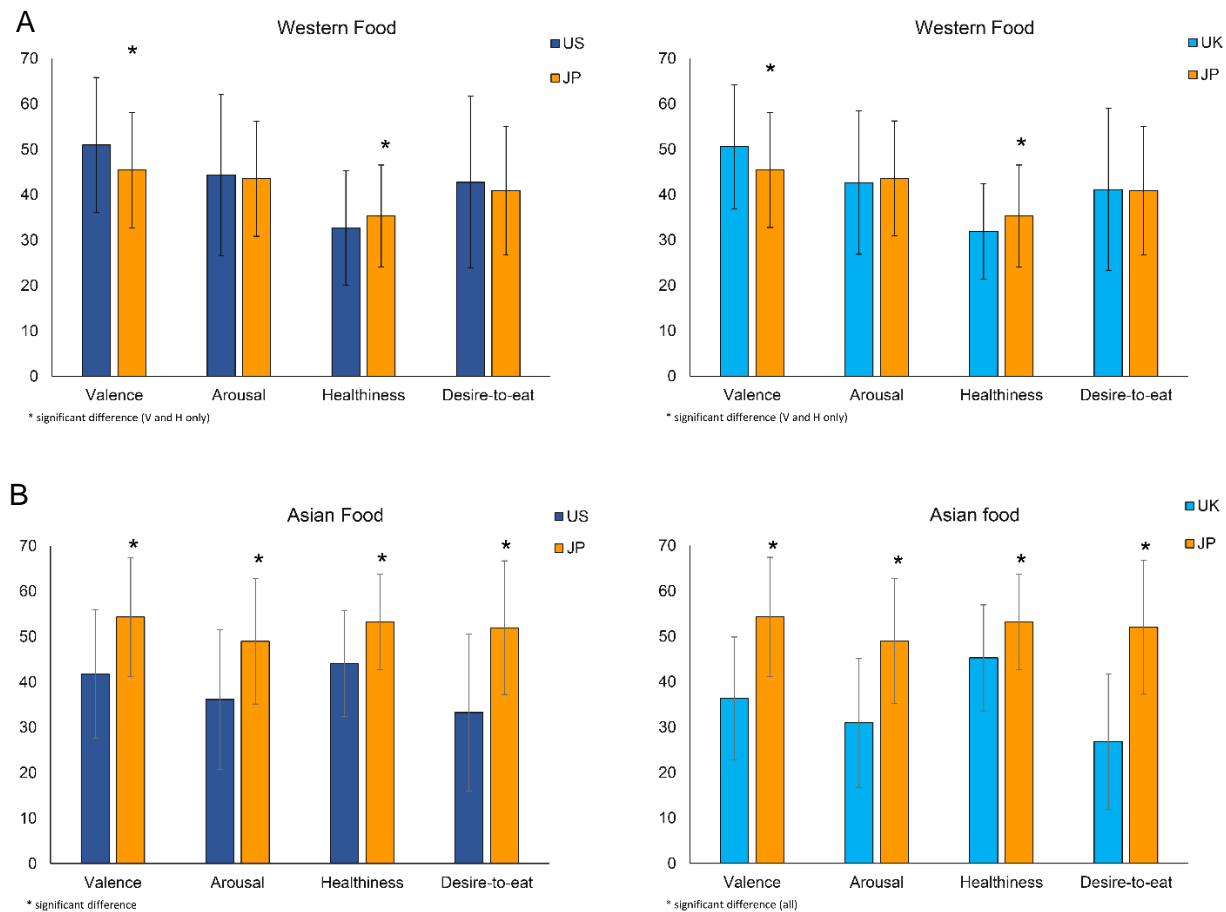 A
Western Food
US
JP
70
60
50
40
30
20
10
0
*
*
Valence Arousal Healthiness Desire-to-eat
* significant difference (V and H only)
Western Food
UK
JP
70
60
50
40
30
20
10
0
*
*
Valence Arousal Healthiness Desire-to-eat
* significant difference (V and H only)
B
Asian Food
US
JP
70
60
50
40
30
20
10
0
* * * *
Valence Arousal Healthiness Desire-to-eat
* significant difference
Asian food
UK
JP
70
60
50
40
30
20
10
0
* * * *
Valence Arousal Healthiness Desire-to-eat
* significant difference (all)